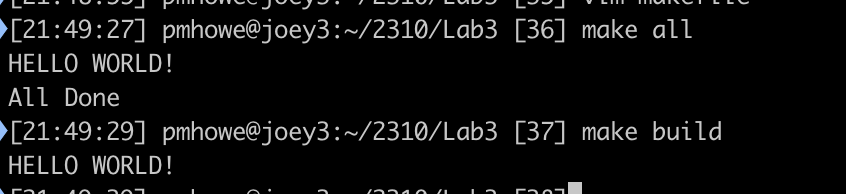 [21:49:27] pmhowe@joey3:~/2310/Lab3 [36] make all
HELLO WORLD!
All Done
[21:49:29] pmhowe@joey3:~/2310/Lab3 [37] make build
HELLO WORLD!